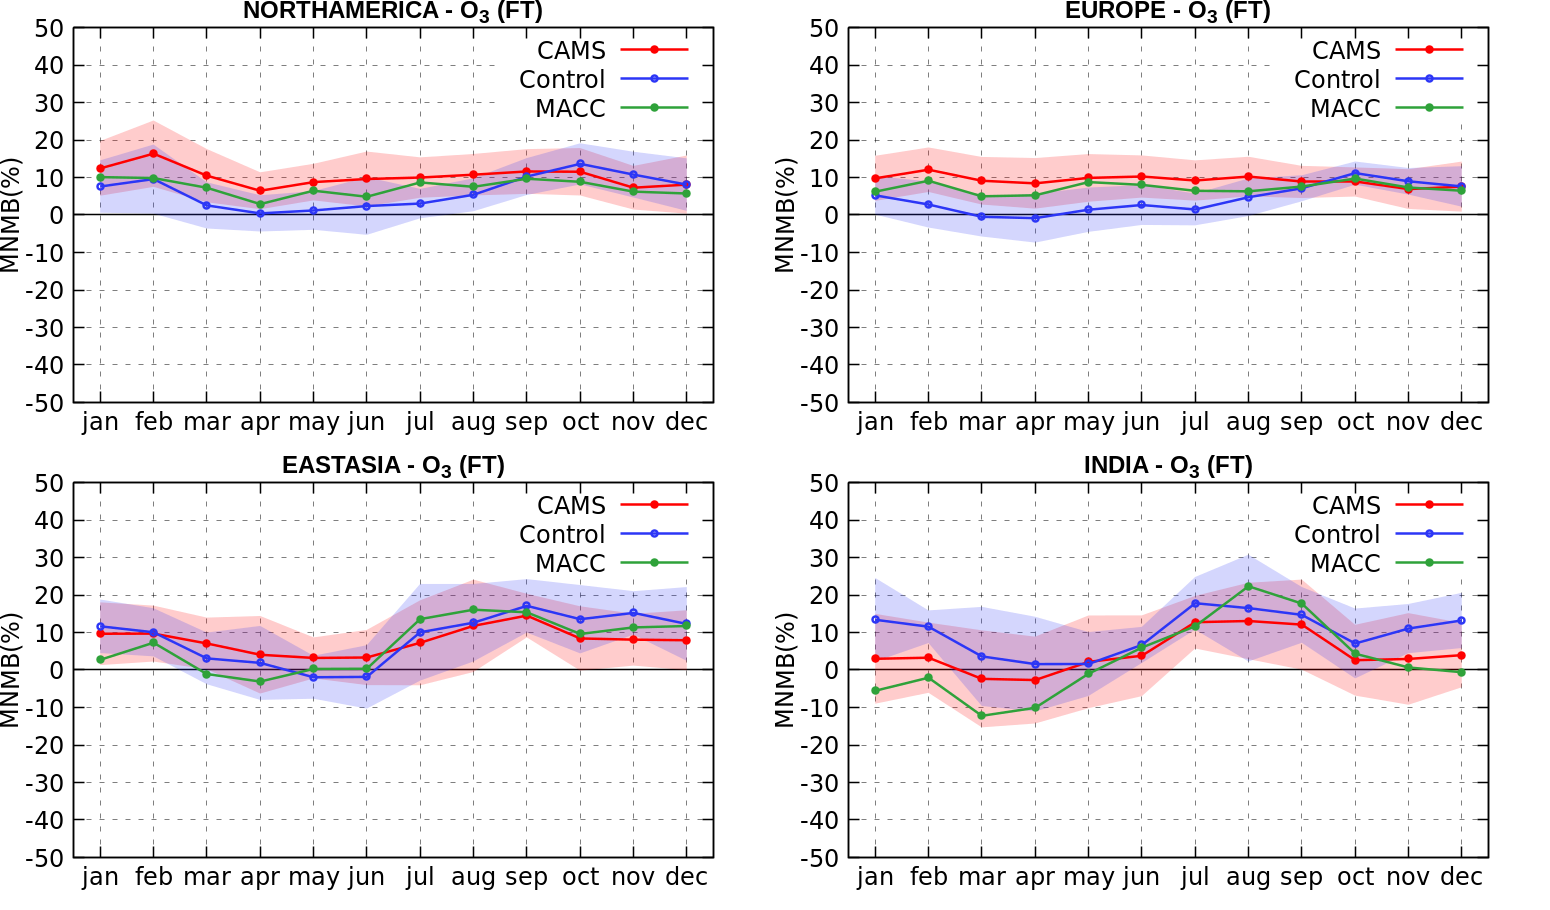 NORTHAMERICA - O3 (FT)
MNMB(%)
50
40
30
20
10
0
-10
-20
-30
-40
-50
CAMS
Control
MACC
jan feb mar apr may jun jul aug sep oct nov dec
EUROPE - O3 (FT)
MNMB(%)
50
40
30
20
10
0
-10
-20
-30
-40
-50
CAMS
Control
MACC
jan feb mar apr may jun jul aug sep oct nov dec
EASTASIA - O3 (FT)
MNMB(%)
50
40
30
20
10
0
-10
-20
-30
-40
-50
CAMS
Control
MACC
jan feb mar apr may jun jul aug sep oct nov dec
INDIA - O3 (FT)
MNMB(%)
50
40
30
20
10
0
-10
-20
-30
-40
-50
CAMS
Control
MACC
jan feb mar apr may jun jul aug sep oct nov dec